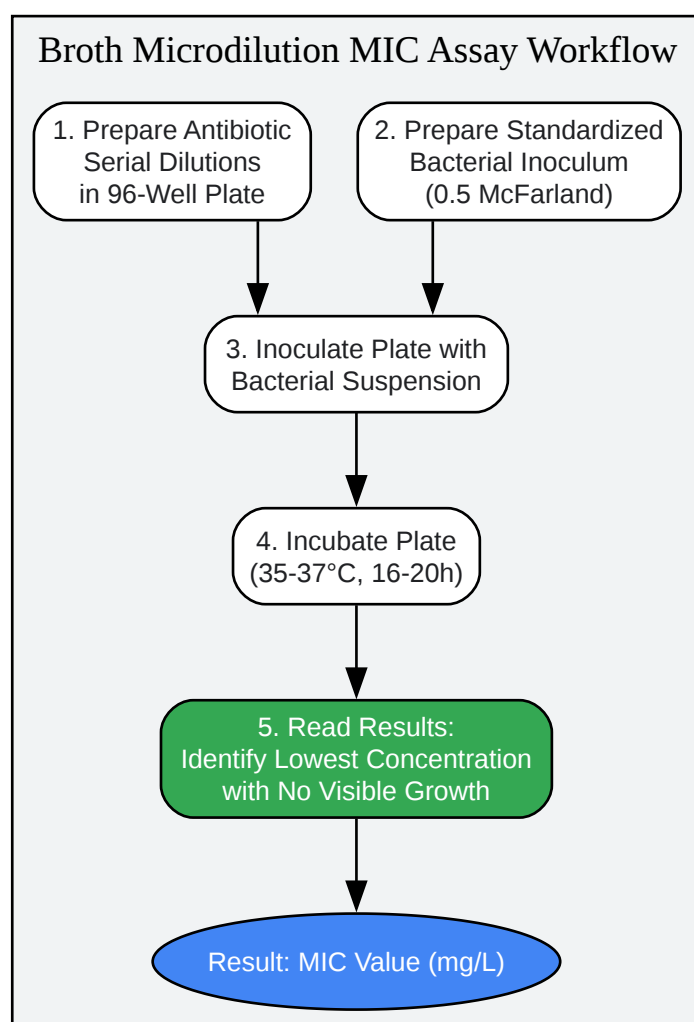 Broth Microdilution MIC Assay Workflow
1. Prepare Antibiotic
Serial Dilutions
in 96-Well Plate
2. Prepare Standardized
Bacterial Inoculum
(0.5 McFarland)
3. Inoculate Plate with
Bacterial Suspension
4. Incubate Plate
(35-37°C, 16-20h)
5. Read Results:
Identify Lowest Concentration
with No Visible Growth
Result: MIC Value (mg/L)